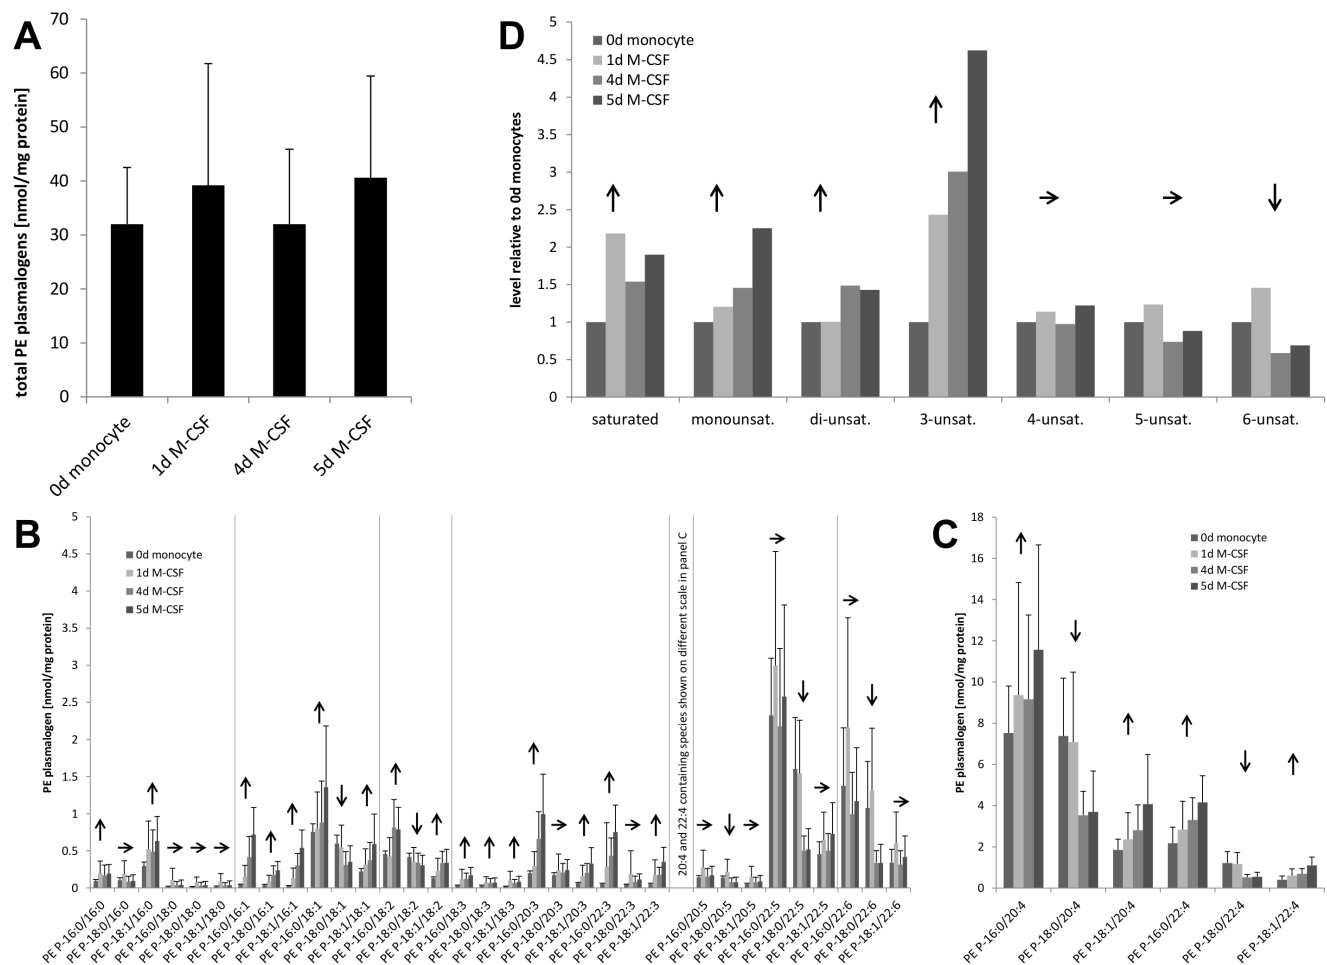 A
total PE plasmalogens [nmol/mg protein]
70
60
50
40
30
20
10
0
0d monocyte
1d M-CSF
4d M-CSF
5d M-CSF
D
level relative to 0d monocytes
5
4.5
4
3.5
3
2.5
2
1.5
1
0.5
0
0d monocyte
1d M-CSF
4d M-CSF
5d M-CSF
saturated
monounsat.
di-unsat.
3-unsat.
4-unsat.
5-unsat.
6-unsat.
B
PE plasmalogen [nmol/mg protein]
5
4.5
4
3.5
3
2.5
2
1.5
1
0.5
0
0d monocyte
1d M-CSF
4d M-CSF
5d M-CSF
20:4 and 22:4 containing species shown on different scale in panel C
PE P-16:0/16:0
PE P-18:0/16:0
PE P-18:1/16:0
PE P-16:0/18:0
PE P-18:0/18:0
PE P-18:1/18:0
PE P-16:0/16:1
PE P-18:0/16:1
PE P-18:1/16:1
PE P-16:0/18:1
PE P-18:0/18:1
PE P-18:1/18:1
PE P-16:0/18:2
PE P-18:0/18:2
PE P-18:1/18:2
PE P-16:0/18:3
PE P-18:0/18:3
PE P-18:1/18:3
PE P-16:0/20:3
PE P-18:0/20:3
PE P-18:1/20:3
PE P-16:0/22:3
PE P-18:0/22:3
PE P-18:1/22:3
PE P-16:0/20:5
PE P-18:0/20:5
PE P-18:1/20:5
PE P-16:0/22:5
PE P-18:0/22:5
PE P-18:1/22:5
PE P-16:0/22:6
PE P-18:0/22:6
PE P-18:1/22:6
C
PE plasmalogen [nmol/mg protein]
18
16
14
12
10
8
6
4
2
0
0d monocyte
1d M-CSF
4d M-CSF
5d M-CSF
PE P-16:0/20:4
PE P-18:0/20:4
PE P-18:1/20:4
PE P-16:0/22:4
PE P-18:0/22:4
PE P-18:1/22:4